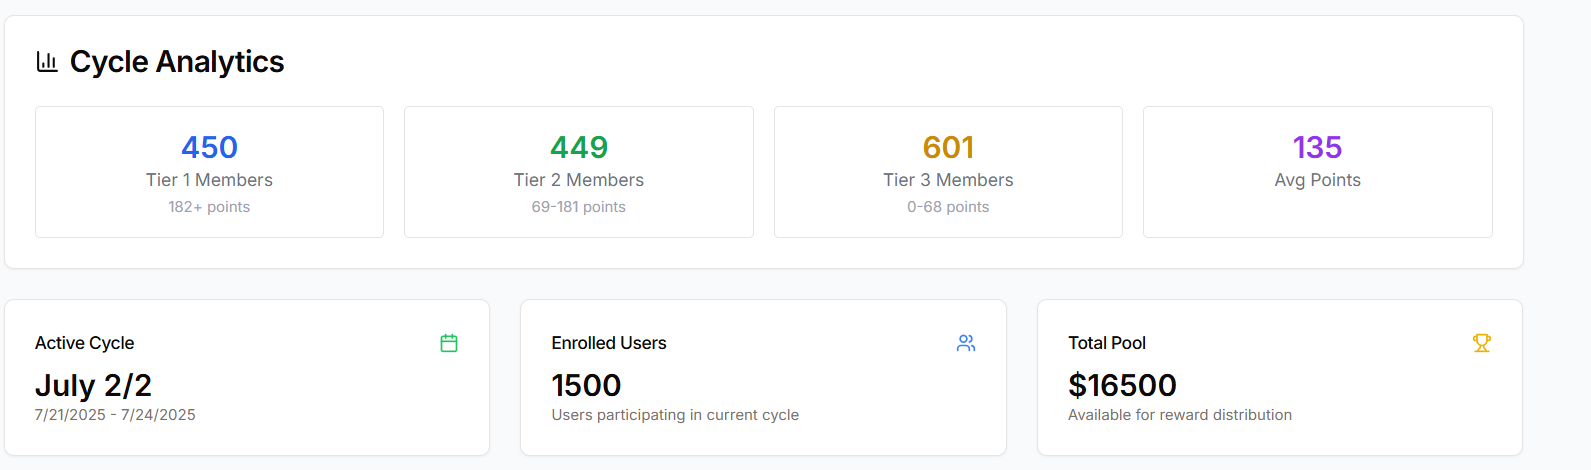 Cycle Analytics
450
Tier 1 Members
182+ points
449
Tier 2 Members
69-181 points
601
Tier 3 Members
0-68 points
135
Avg Points
Active Cycle
July 2/2
7/21/2025 - 7/24/2025
Enrolled Users
1500
Users participating in current cycle
Total Pool
$16500
Available for reward distribution